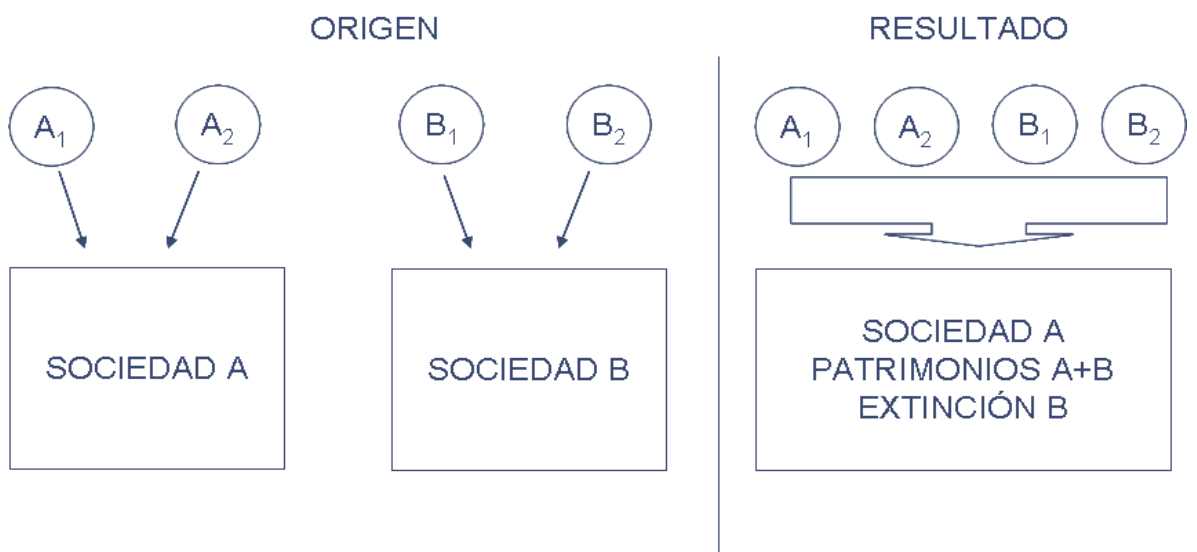 ORIGEN
RESULTADO
A₁
A₂
B₁
B₂
A₁
A₂
B₁
B₂
SOCIEDAD A
SOCIEDAD B
SOCIEDAD A
PATRIMONIOS A+B
EXTINCIÓN B